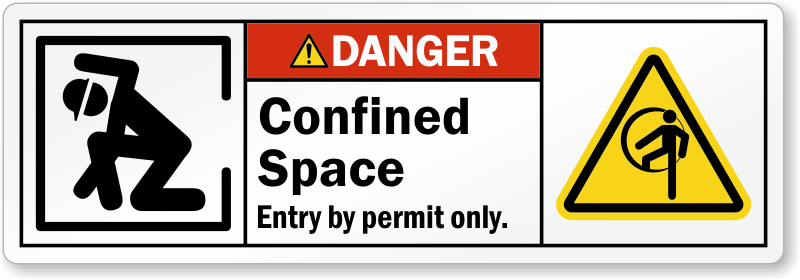 DANGER
Confined
Space
Entry by permit only.